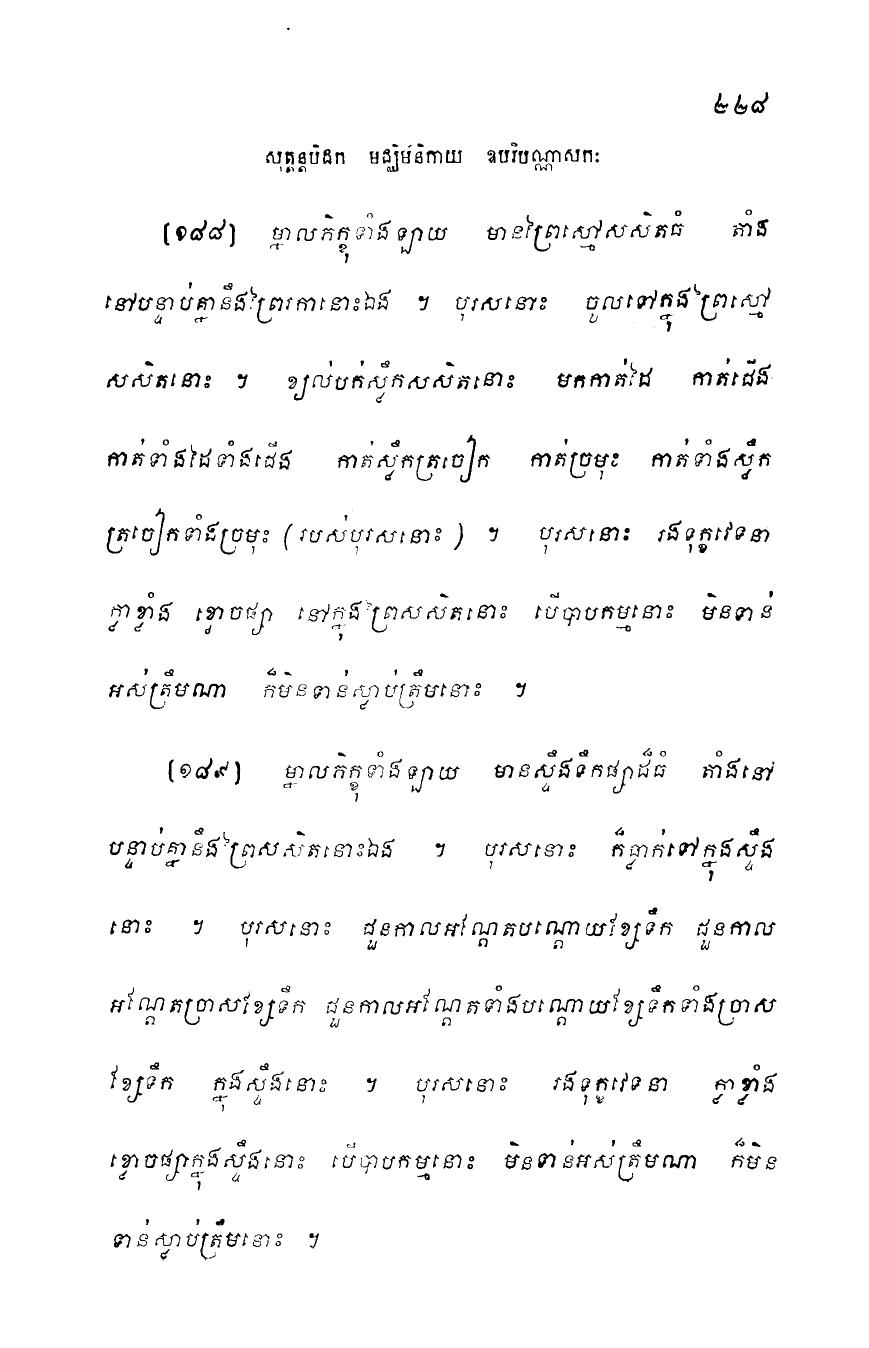 ២២៨
សុត្តន្តបិដក មជ្ឈិមនិកាយ ឧបរិបណ្ណាសកៈ
[១៨៨] ម្នាលភិក្ខុទាំងឡាយ មានព្រៃស្មៅសសិតធំ តាំង
នៅបន្ទាប់គ្នានឹងព្រៃរកានោះឯង ។ បុរសនោះ ចូលទៅក្នុងព្រៃស្មៅ
សសិតនោះ ។ ខ្យល់បក់ស្លឹកសសិតនោះ មកកាត់ដៃ កាត់ជើង
កាត់ទាំងដៃទាំងជើង កាត់ស្លឹកត្រចៀក កាត់ច្រមុះ កាត់ទាំងស្លឹក
ត្រចៀកទាំងច្រមុះ (របស់បុរសនោះ) ។ បុរសនោះ រងទុក្ខវេទនា
ក្លាខ្លាំង ខ្លោចផ្សា នៅក្នុងព្រៃសសិតនោះ បើបាបកម្មនោះ មិនទាន់
អស់ត្រឹមណា ក៏មិនទាន់ស្លាប់ត្រឹមនោះ ។
[១៨៩] ម្នាលភិក្ខុទាំងឡាយ មានស្ទឹងទឹកផ្សាដ៏ធំ តាំងនៅ
បន្ទាប់គ្នានឹងព្រៃសសិតនោះឯង ។ បុរសនោះ ក៏ធ្លាក់ទៅក្នុងស្ទឹង
នោះ ។ បុរសនោះ ជួនកាលអណ្តែតបណ្តោយខ្សែទឹក ជួនកាល
អណ្តែតច្រាសខ្សែទឹក ជួនកាលអណ្តែតទាំងបណ្តោយខ្សែទឹកទាំងច្រាស
ខ្សែទឹក ក្នុងស្ទឹងនោះ ។ បុរសនោះ រងទុក្ខវេទនា ក្លាខ្លាំង
ខ្លោចផ្សាក្នុងស្ទឹងនោះ បើបាបកម្មនោះ មិនទាន់អស់ត្រឹមណា ក៏មិន
ទាន់ស្លាប់ត្រឹមនោះ ។